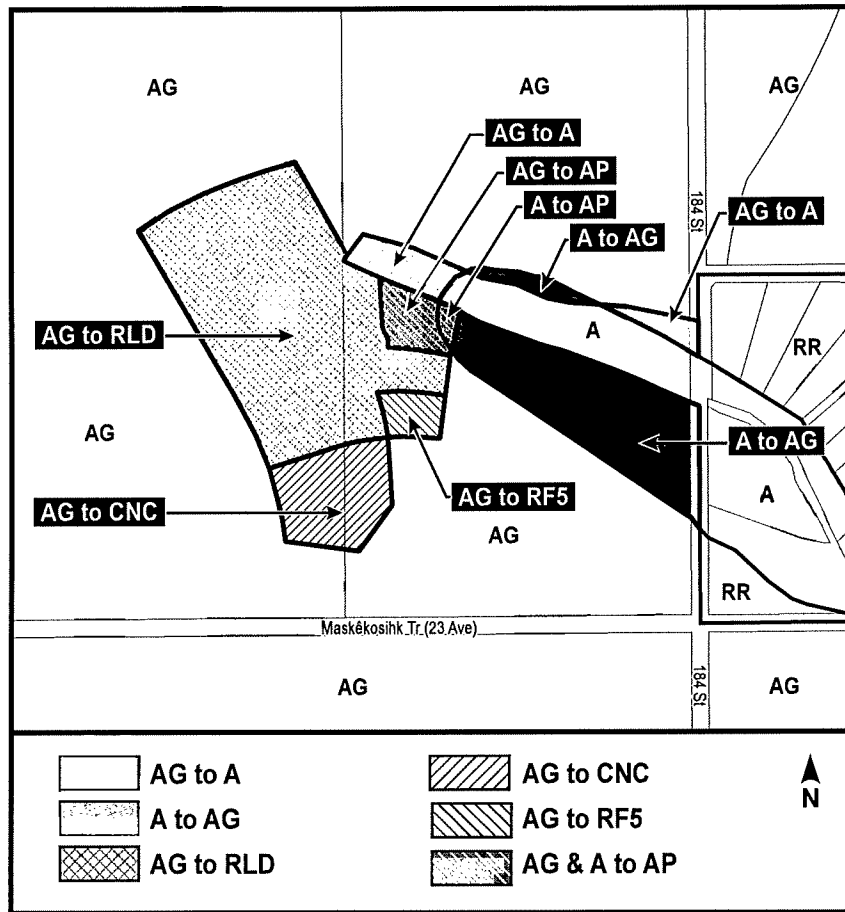 AG
AG
AG
AG to A
AG to AP
A to AP
A to AG
184 St
AG to A
AG to RLD
A
RR
AG
A to AG
AG to CNC
AG to RF5
A
AG
RR
Maskêkosihk Tr (23 Ave)
AG
184 St
AG
AG to A
AG to CNC
A to AG
AG to RF5
N
AG to RLD
AG & A to AP